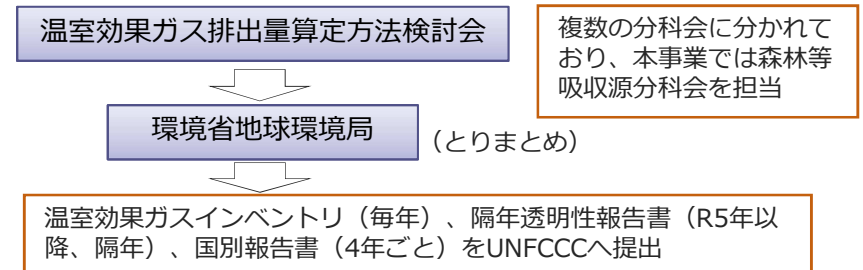 温室効果ガス排出量算定方法検討会
複数の分科会に分かれて
おり、本事業では森林等
吸収源分科会を担当
環境省地球環境局
（とりまとめ）
温室効果ガスインベントリ（毎年）、隔年透明性報告書（R5年以
降、隔年）、国別報告書（4年ごと）をUNFCCCへ提出